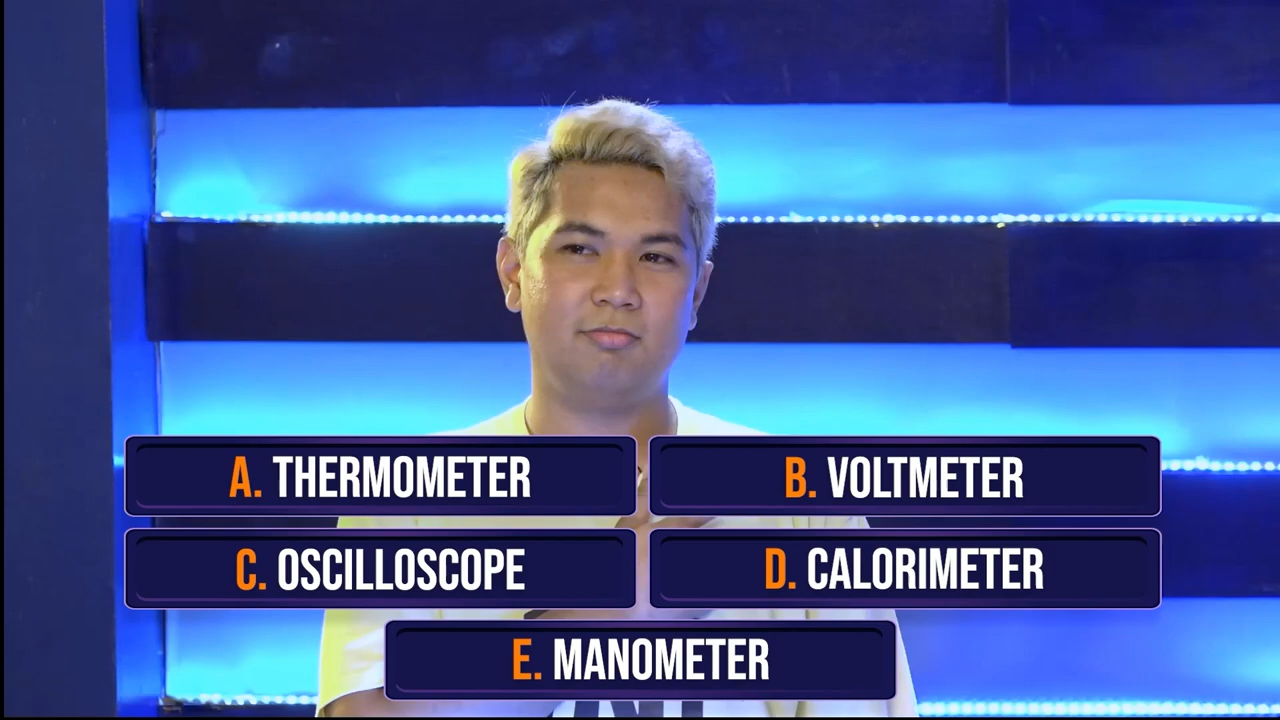 A. THERMOMETER
B. VOLTMETER
C. OSCILLOSCOPE
D. CALORIMETER
E. MANOMETER